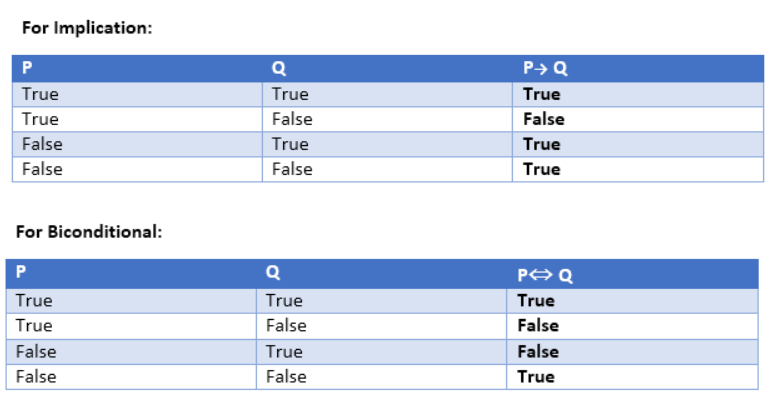 For Implication:
P Q P→ Q
True True True
True False False
False True True
False False True
For Biconditional:
P Q P⇔ Q
True True True
True False False
False True False
False False True